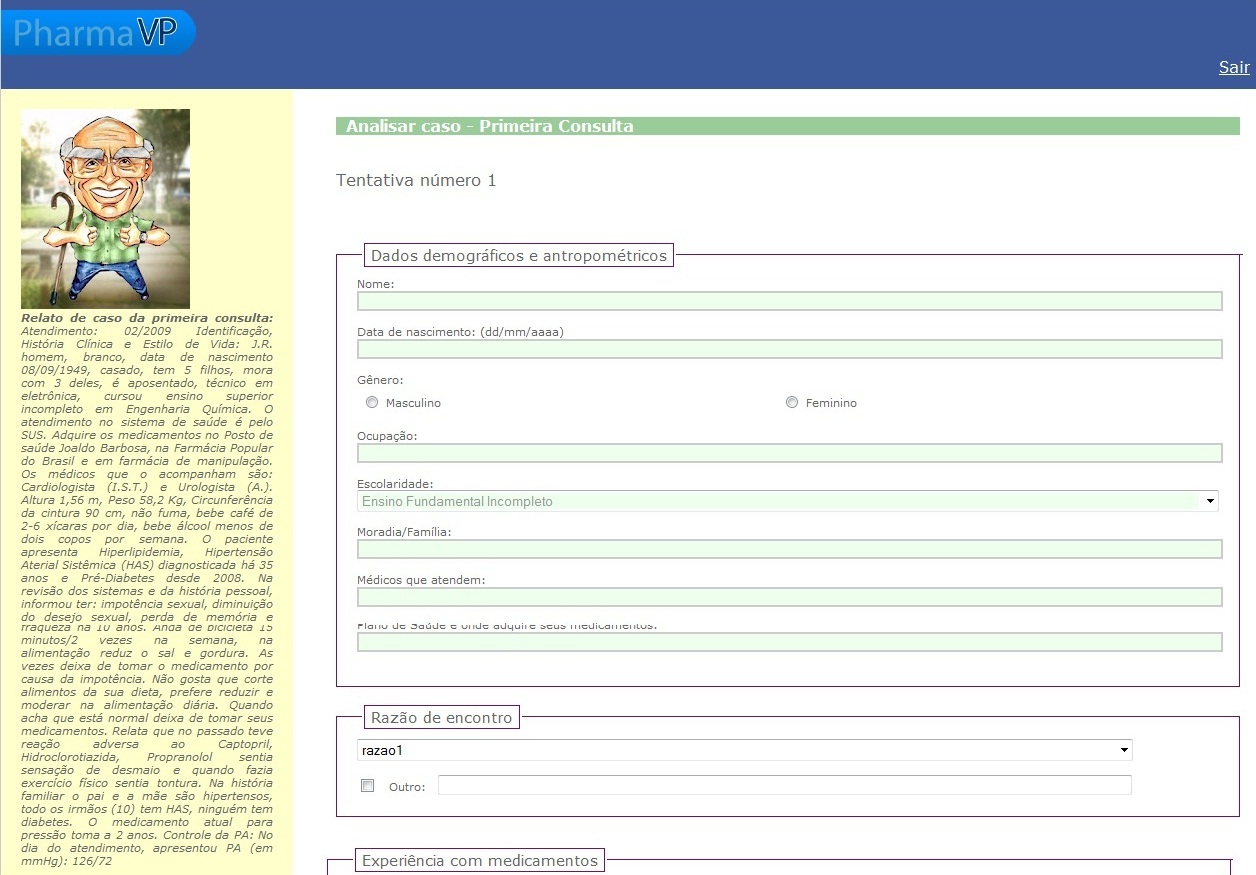 PharmaVP
Sair
Relato de caso da primeira consulta:
Atendimento: 02/2009 Identificação,
História Clínica e Estilo de Vida: J.R.
homem, branco, data de nascimento
08/09/1949, casado, tem 5 filhos, mora
com 3 deles, é aposentado, técnico em
eletrônica, cursou ensino superior
incompleto em Engenharia Química. O
atendimento no sistema de saúde é pelo
SUS. Adquire os medicamentos no Posto de
saúde Joaldo Barbosa, na Farmácia Popular
do Brasil e em farmácia de manipulação.
Os médicos que o acompanham são:
Cardiologista (I.S.T.) e Urologista (A.).
Altura 1,56 m, Peso 58,2 Kg, Circunferência
da cintura 90 cm, não fuma, bebe café de
2-6 xícaras por dia, bebe álcool menos de
dois copos por semana. O paciente
apresenta Hiperlipidemia, Hipertensão
Aterial Sistêmica (HAS) diagnosticada há 35
anos e Pré-Diabetes desde 2008. Na
revisão dos sistemas e da história pessoal,
informou ter: impotência sexual, diminuição
do desejo sexual, perda de memória e
fraqueza há 10 anos. Anda de bicicleta 15
minutos/2 vezes na semana, na
alimentação reduz o sal e gordura. As
vezes deixa de tomar o medicamento por
causa da impotência. Não gosta que corte
alimentos da sua dieta, prefere reduzir e
moderar na alimentação diária. Quando
acha que está normal deixa de tomar seus
medicamentos. Relata que no passado teve
reação adversa ao Captopril,
Hidroclorotiazida, Propranolol sentia
sensação de desmaio e quando fazia
exercício físico sentia tontura. Na história
familiar o pai e a mãe são hipertensos,
todo os irmãos (10) tem HAS, ninguém tem
diabetes. O medicamento atual para
pressão toma a 2 anos. Controle da PA: No
dia do atendimento, apresentou PA (em
mmHg): 126/72
Analisar caso - Primeira Consulta
Tentativa número 1
Dados demográficos e antropométricos
Nome:
Data de nascimento: (dd/mm/aaaa)
Gênero:
Masculino Feminino
Ocupação:
Escolaridade:
Ensino Fundamental Incompleto
Moradia/Família:
Médicos que atendem:
Plano de Saúde e onde adquire seus medicamentos:
Razão de encontro
razao1
Outro:
Experiência com medicamentos